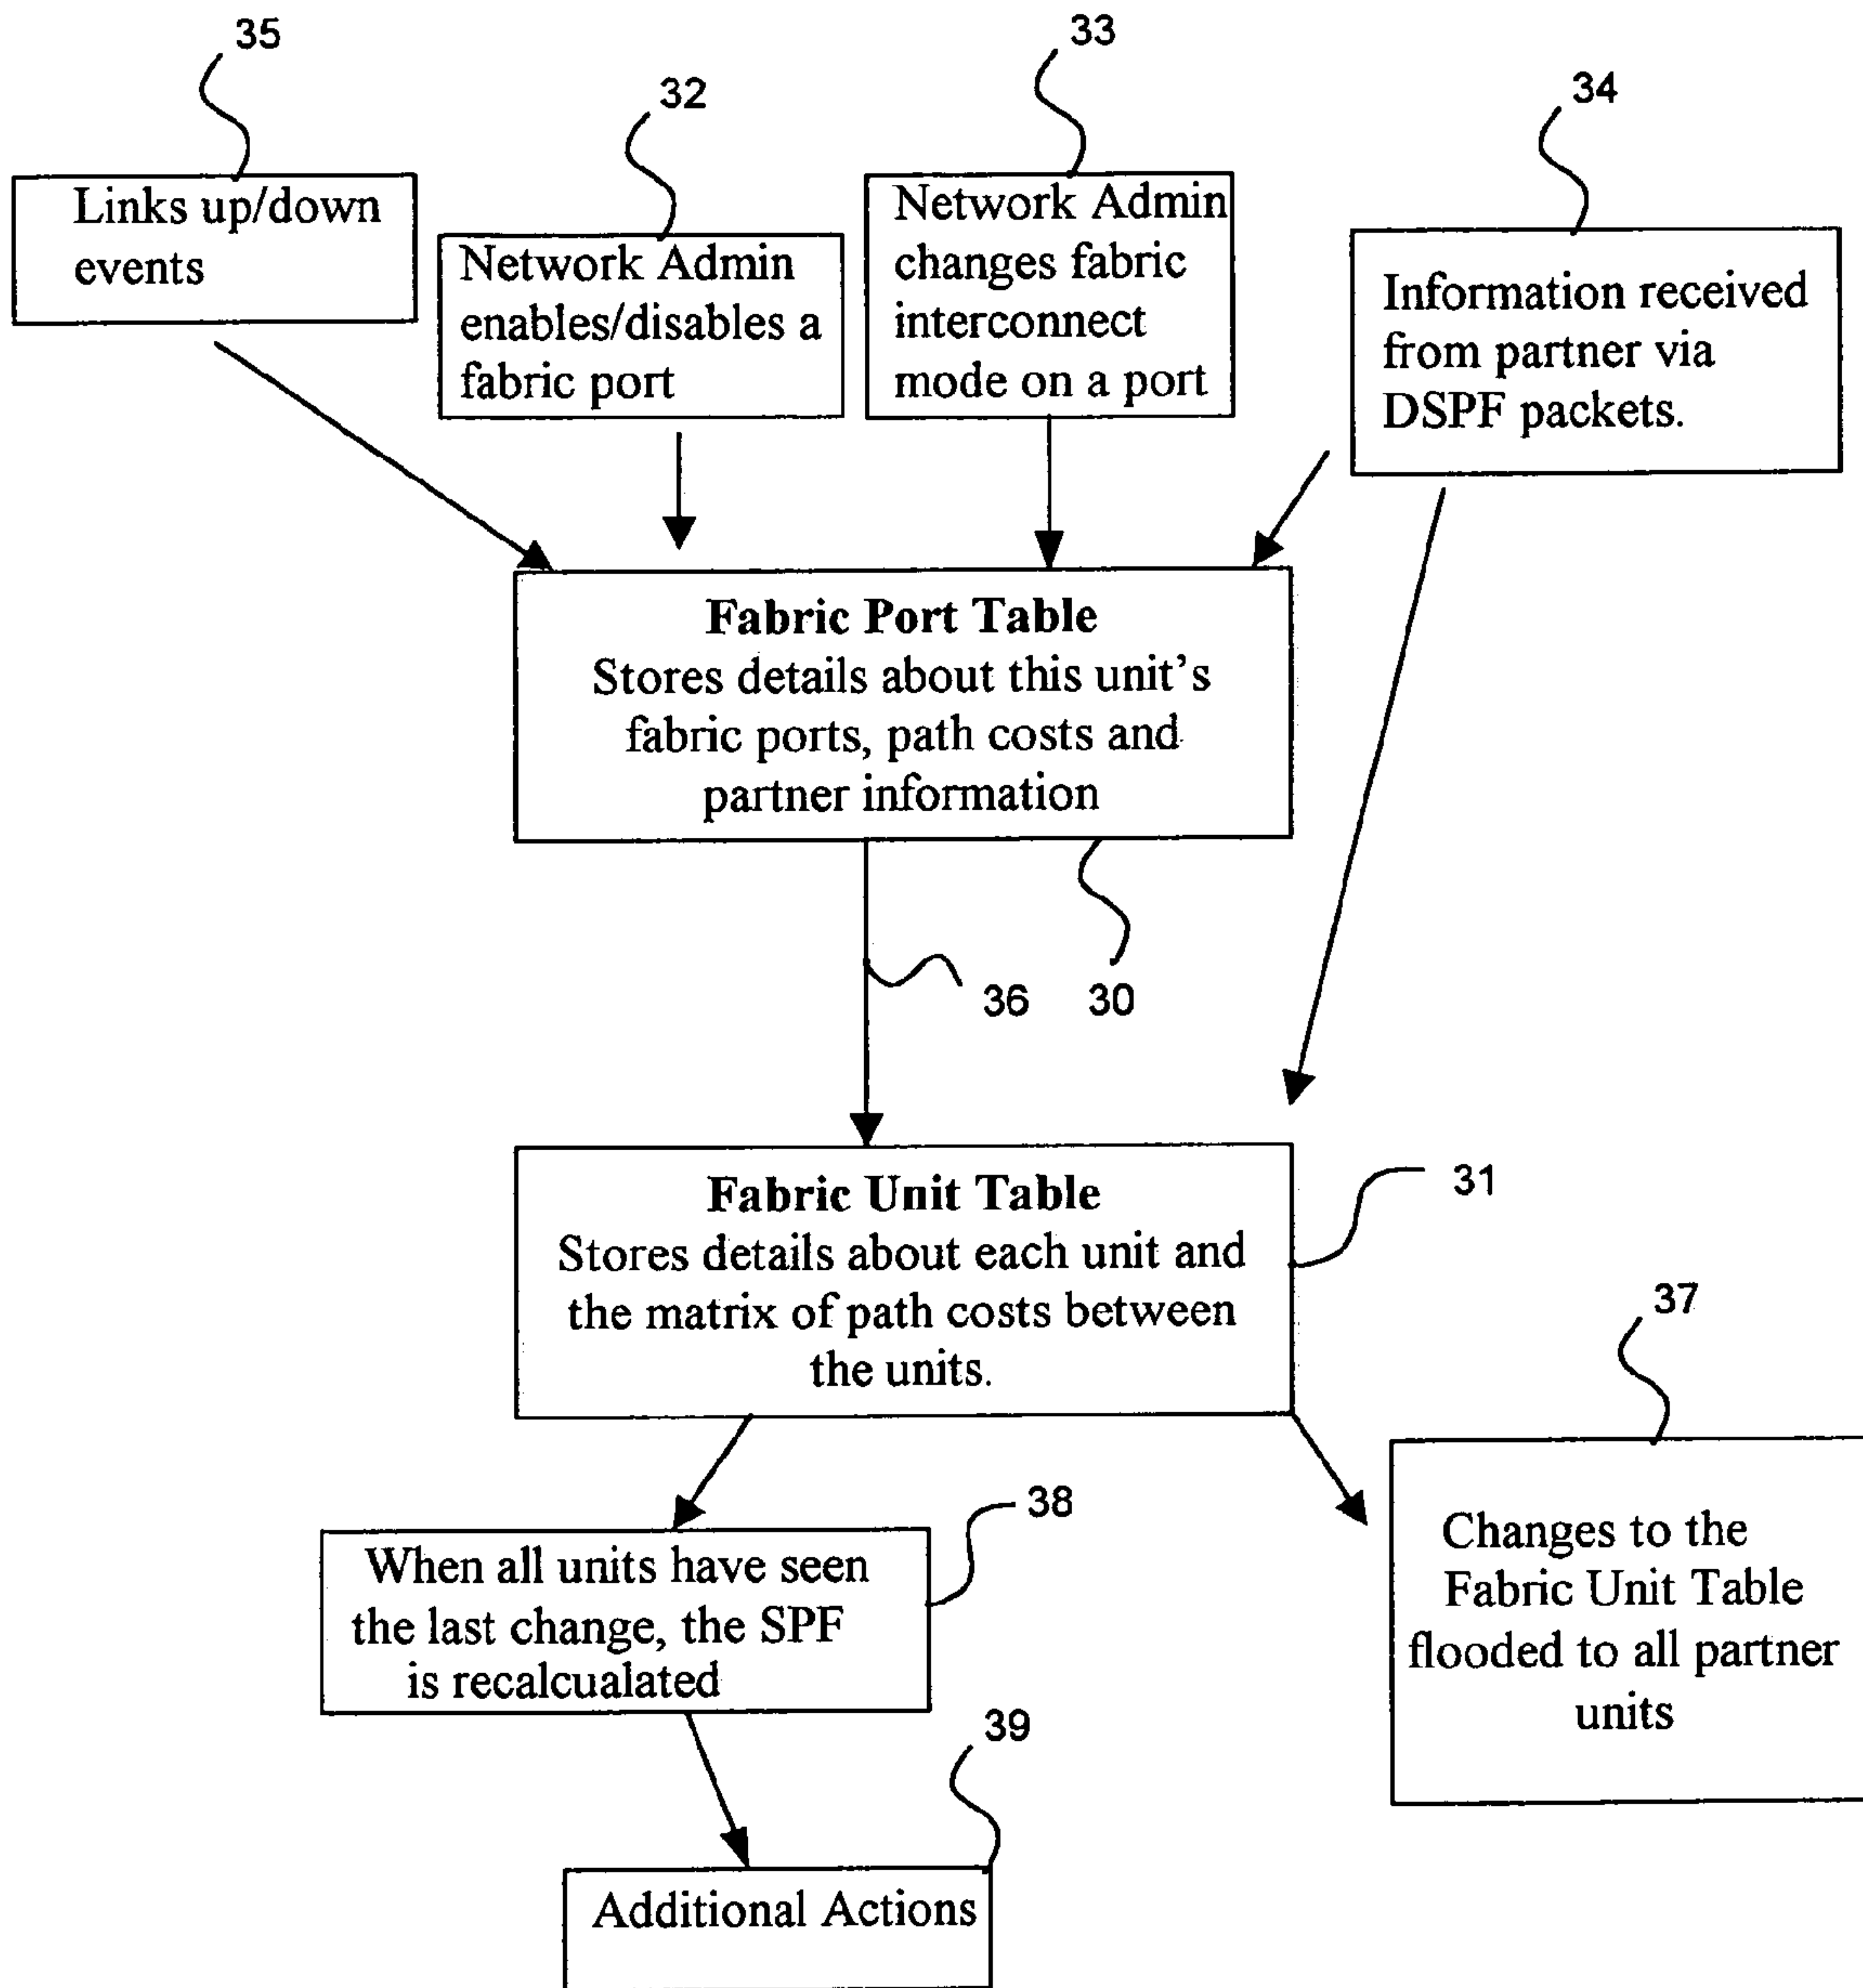 35
33
32
34
Links up/down
events
Network Admin
enables/disables a
fabric port
Network Admin
changes fabric
interconnect
mode on a port
Information received
from partner via
DSPF packets.
Fabric Port Table
Stores details about this unit's
fabric ports, path costs and
partner information
36
30
Fabric Unit Table
Stores details about each unit and
the matrix of path costs between
the units.
31
37
38
When all units have seen
the last change, the SPF
is recalcualated
Changes to the
Fabric Unit Table
flooded to all partner
units
39
Additional Actions